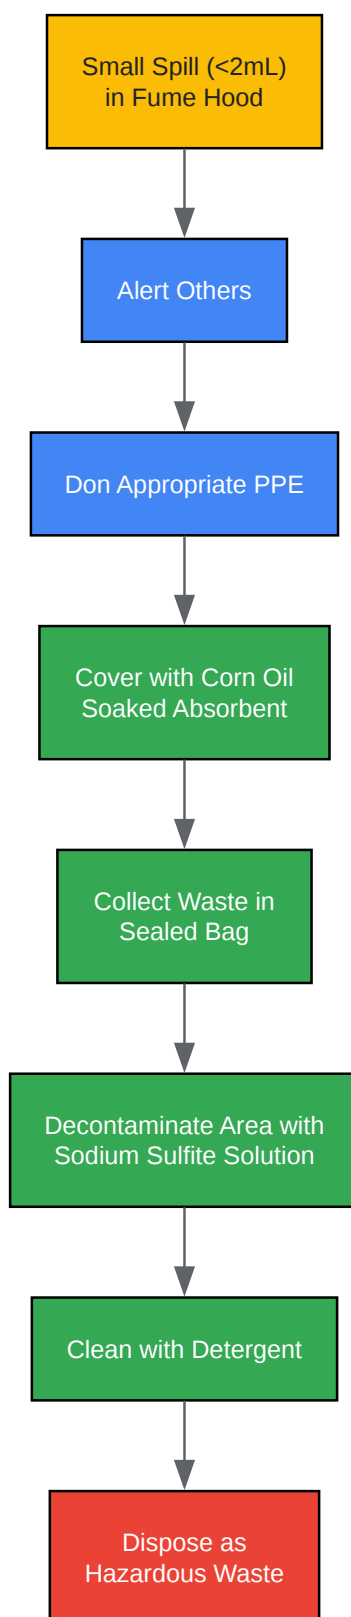 Small Spill (<2mL)
in Fume Hood
Alert Others
Don Appropriate PPE
Cover with Corn Oil
Soaked Absorbent
Collect Waste in
Sealed Bag
Decontaminate Area with
Sodium Sulfite Solution
Clean with Detergent
Dispose as
Hazardous Waste